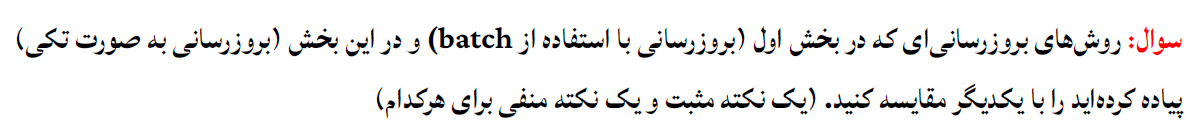 سوال: روش‌های بروزرسانی‌ای که در بخش اول (بروزرسانی با استفاده از batch) و در این بخش (بروزرسانی به صورت تکی)
پیاده کرده‌اید را با یکدیگر مقایسه کنید. (یک نکته مثبت و یک نکته منفی برای هرکدام)